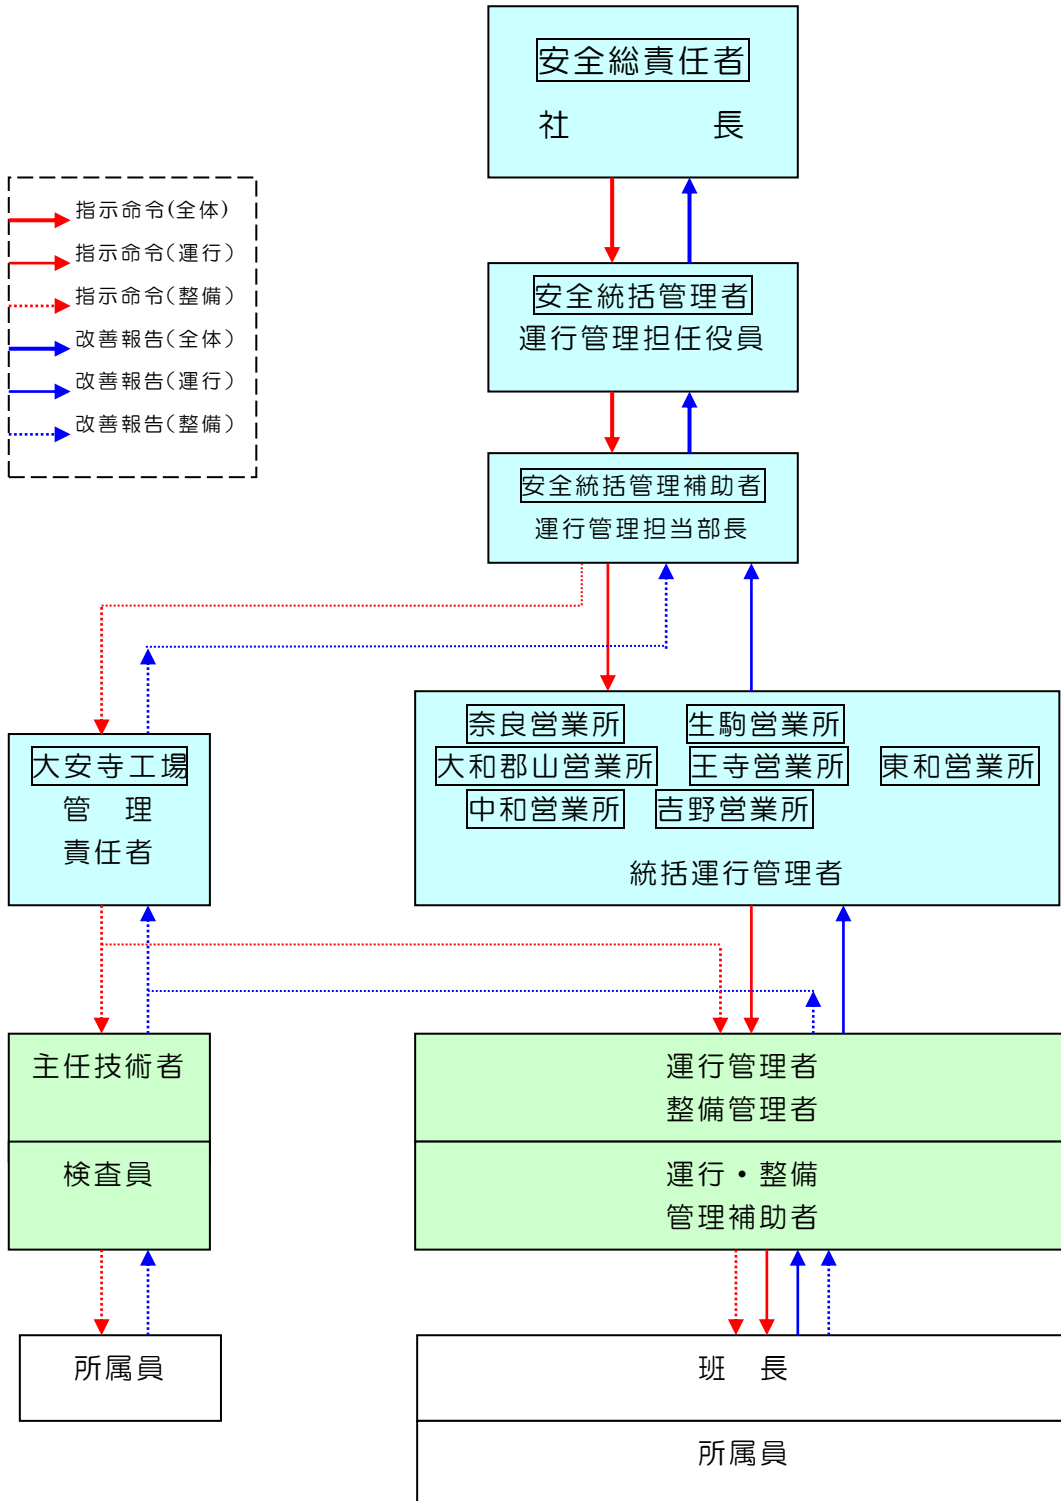 安全総責任者
社　長
指示命令(全体)
指示命令(運行)
指示命令(整備)
改善報告(全体)
改善報告(運行)
改善報告(整備)
安全統括管理者
運行管理担任役員
安全統括管理補助者
運行管理担当部長
奈良営業所 生駒営業所
大和郡山営業所 王寺営業所 東和営業所
中和営業所 吉野営業所
統括運行管理者
大安寺工場
管　理
責任者
主任技術者
検査員
運行管理者
整備管理者
運行・整備
管理補助者
所属員
班　長
所属員